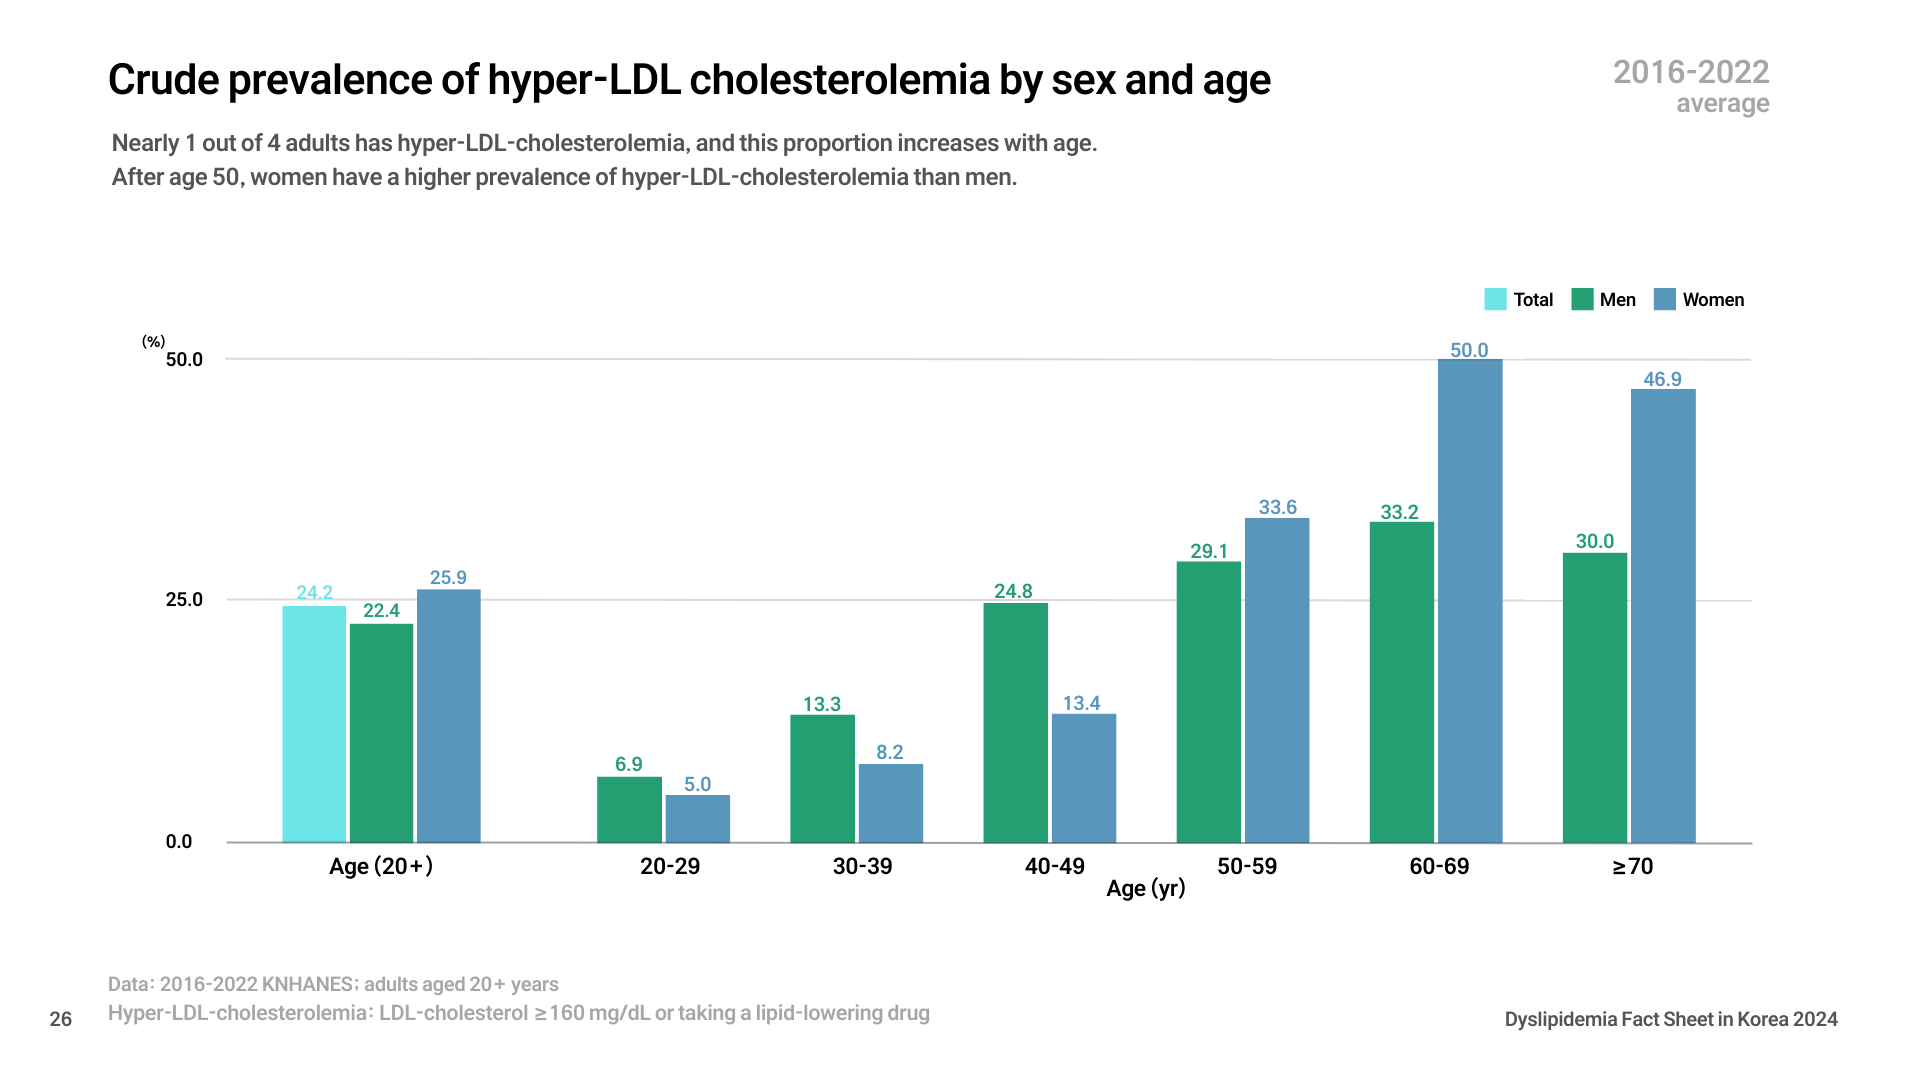 Crude prevalence of hyper-LDL cholesterolemia by sex and age
2016-2022
average
Nearly 1 out of 4 adults has hyper-LDL-cholesterolemia, and this proportion increases with age.
After age 50, women have a higher prevalence of hyper-LDL-cholesterolemia than men.
Total Men Women
(%)
50.0
25.0
0.0
24.2 22.4 25.9
6.9 5.0
13.3 8.2
24.8 13.4
29.1 33.6
33.2 50.0
30.0 46.9
Age (20+) 20-29 30-39 40-49 50-59 60-69 ≥70
Age (yr)
Data: 2016-2022 KNHANES; adults aged 20+ years
Hyper-LDL-cholesterolemia: LDL-cholesterol ≥160 mg/dL or taking a lipid-lowering drug
26
Dyslipidemia Fact Sheet in Korea 2024